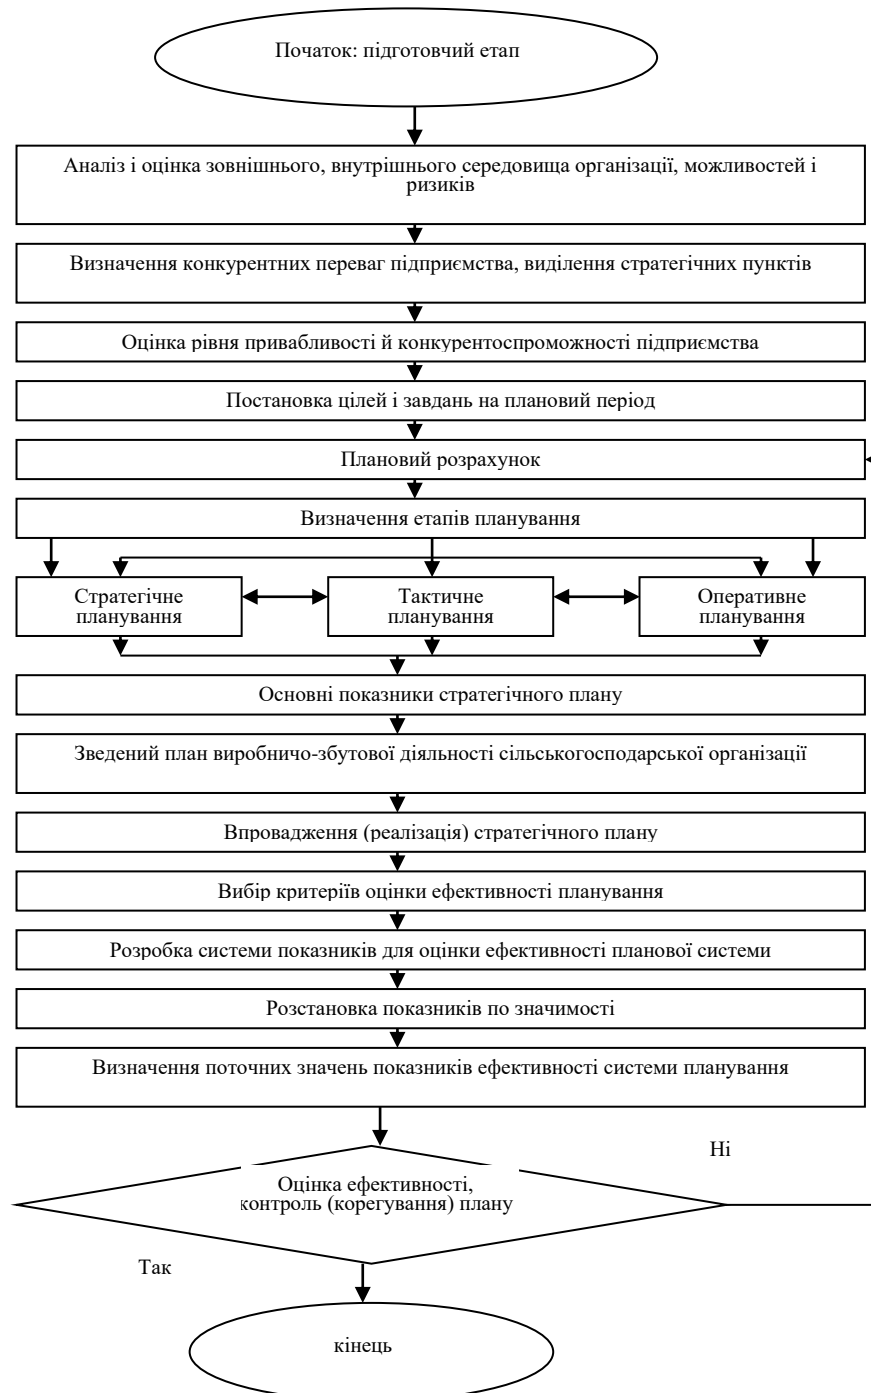 Початок: підготовчий етап
Аналіз і оцінка зовнішнього, внутрішнього середовища організації, можливостей і
ризиків
Визначення конкурентних переваг підприємства, виділення стратегічних пунктів
Оцінка рівня привабливості й конкурентоспроможності підприємства
Постановка цілей і завдань на плановий період
Плановий розрахунок
Визначення етапів планування
Стратегічне
планування
Тактичне
планування
Оперативне
планування
Основні показники стратегічного плану
Зведений план виробничо-збутової діяльності сільськогосподарської організації
Впровадження (реалізація) стратегічного плану
Вибір критеріїв оцінки ефективності планування
Розробка системи показників для оцінки ефективності планової системи
Розстановка показників по значимості
Визначення поточних значень показників ефективності системи планування
Ні
Оцінка ефективності,
контроль (корегування) плану
Так
кінець